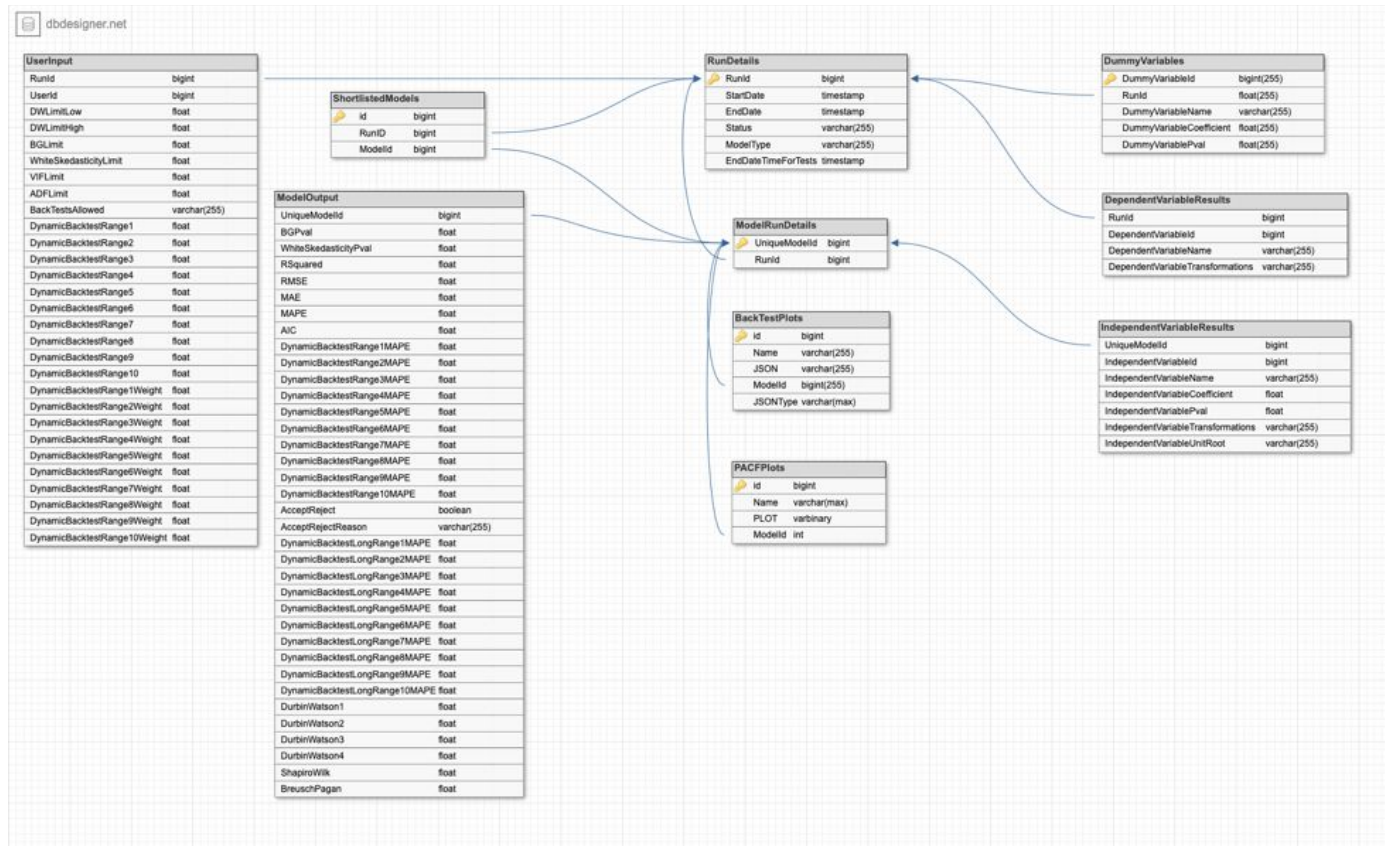 dbdesigner.net
UserInput
RunId bigint
UserId bigint
DWLimitLow float
DWLimitHigh float
BGLimit float
WhiteSkedasticityLimit float
VIFLimit float
ADFLimit float
BackTestsAllowed varchar(255)
DynamicBacktestRange1 float
DynamicBacktestRange2 float
DynamicBacktestRange3 float
DynamicBacktestRange4 float
DynamicBacktestRange5 float
DynamicBacktestRange6 float
DynamicBacktestRange7 float
DynamicBacktestRange8 float
DynamicBacktestRange9 float
DynamicBacktestRange10 float
DynamicBacktestRange1Weight float
DynamicBacktestRange2Weight float
DynamicBacktestRange3Weight float
DynamicBacktestRange4Weight float
DynamicBacktestRange5Weight float
DynamicBacktestRange6Weight float
DynamicBacktestRange7Weight float
DynamicBacktestRange8Weight float
DynamicBacktestRange9Weight float
DynamicBacktestRange10Weight float
ShortlistedModels
id bigint
RunID bigint
ModelId bigint
ModelOutput
UniqueModelId bigint
BGPval float
WhiteSkedasticityPval float
RSquared float
RMSE float
MAE float
MAPE float
AIC float
DynamicBacktestRange1MAPE float
DynamicBacktestRange2MAPE float
DynamicBacktestRange3MAPE float
DynamicBacktestRange4MAPE float
DynamicBacktestRange5MAPE float
DynamicBacktestRange6MAPE float
DynamicBacktestRange7MAPE float
DynamicBacktestRange8MAPE float
DynamicBacktestRange9MAPE float
DynamicBacktestRange10MAPE float
AcceptReject boolean
AcceptRejectReason varchar(255)
DynamicBacktestLongRange1MAPE float
DynamicBacktestLongRange2MAPE float
DynamicBacktestLongRange3MAPE float
DynamicBacktestLongRange4MAPE float
DynamicBacktestLongRange5MAPE float
DynamicBacktestLongRange6MAPE float
DynamicBacktestLongRange7MAPE float
DynamicBacktestLongRange8MAPE float
DynamicBacktestLongRange9MAPE float
DynamicBacktestLongRange10MAPE float
DurbinWatson1 float
DurbinWatson2 float
DurbinWatson3 float
DurbinWatson4 float
ShapiroWilk float
BreuschPagan float
RunDetails
RunId bigint
StartDate timestamp
EndDate timestamp
Status varchar(255)
ModelType varchar(255)
EndDateTimeForTests timestamp
ModelRunDetails
UniqueModelId bigint
RunId bigint
BackTestPlots
id bigint
Name varchar(255)
JSON varchar(255)
ModelId bigint(255)
JSONType varchar(max)
PACFPlots
id bigint
Name varchar(max)
PLOT varbinary
ModelId int
DummyVariables
DummyVariableId bigint(255)
RunId float(255)
DummyVariableName varchar(255)
DummyVariableCoefficient float(255)
DummyVariablePval float(255)
DependentVariableResults
RunId bigint
DependentVariableId bigint
DependentVariableName varchar(255)
DependentVariableTransformations varchar(255)
IndependentVariableResults
UniqueModelId bigint
IndependentVariableId bigint
IndependentVariableName varchar(255)
IndependentVariableCoefficient float
IndependentVariablePval float
IndependentVariableTransformations varchar(255)
IndependentVariableUnitRoot varchar(255)